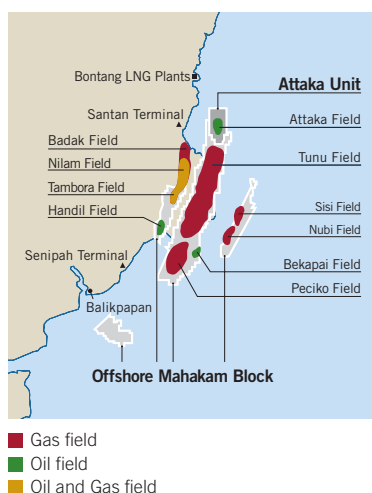 Bontang LNG Plants
Attaka Unit
Santan Terminal
Attaka Field
Badak Field
Tunu Field
Nilam Field
Tambora Field
Sisi Field
Handil Field
Nubi Field
Senipah Terminal
Bekapai Field
Peciko Field
Balikpapan
Offshore Mahakam Block
Gas field
Oil field
Oil and Gas field